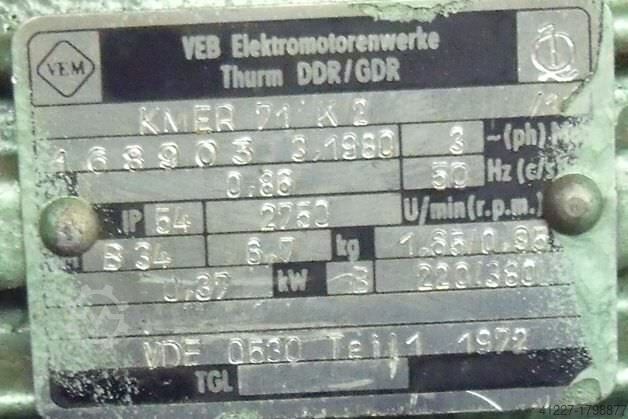 VEM
VEB Elektromotorenwerke
Thurm DDR/GDR
KMER 71 K 2
168903 3.1980 3 ~(ph)
0.86 50 Hz (c/s)
IP 54 2750 U/min(r.p.m.)
B 34 6.7 kg 1.65/0.95
0.37 kW 220/380
VDE 0530 Teil 1 1972
TGL
41227-1798877